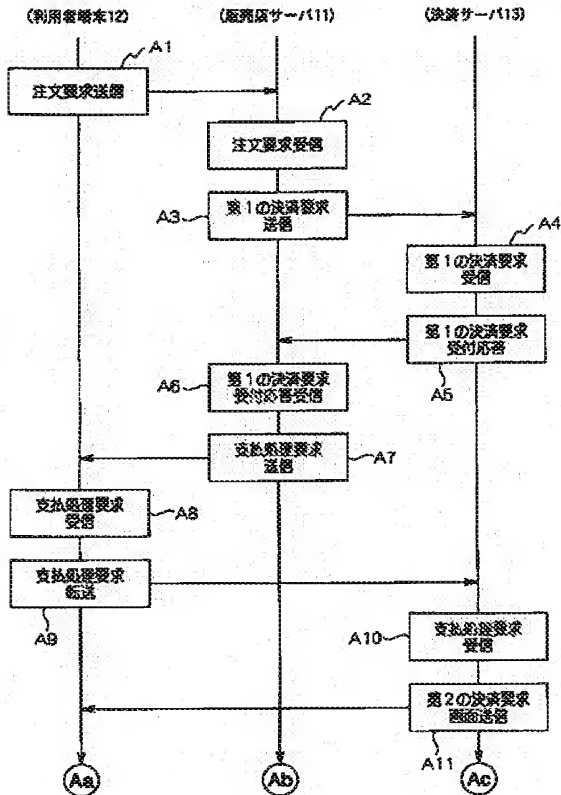 (利用者端末12)
(販売店サーバ11)
(決済サーバ13)
A1
注文要求送信
A2
注文要求受信
A3
第1の決済要求
送信
A4
第1の決済要求
受信
第1の決済要求
受付応答
A5
A6
第1の決済要求
受付応答受信
支払処理要求
送信
A7
支払処理要求
受信
A8
支払処理要求
転送
A9
A10
支払処理要求
受信
第2の決済要求
画面送信
A11
Aa
Ab
Ac